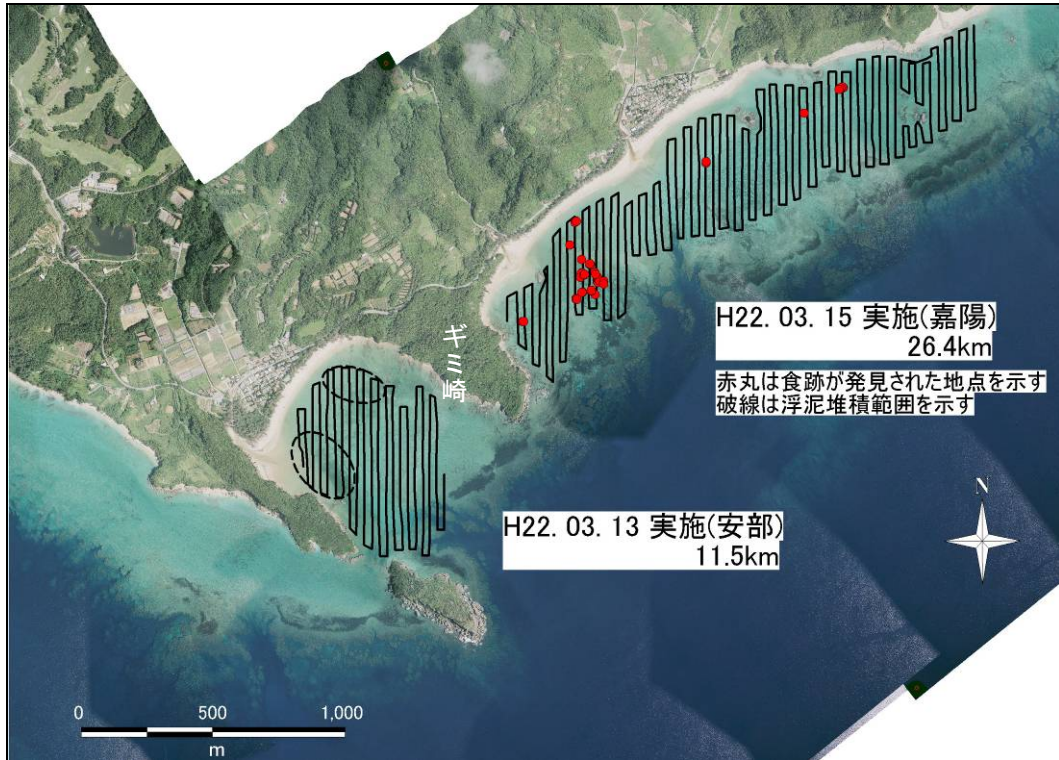 ギミ崎
H22.03.15 実施(嘉陽)
26.4km
赤丸は食跡が発見された地点を示す
破線は浮泥堆積範囲を示す
H22.03.13 実施(安部)
11.5km
N
0 500 1,000
m